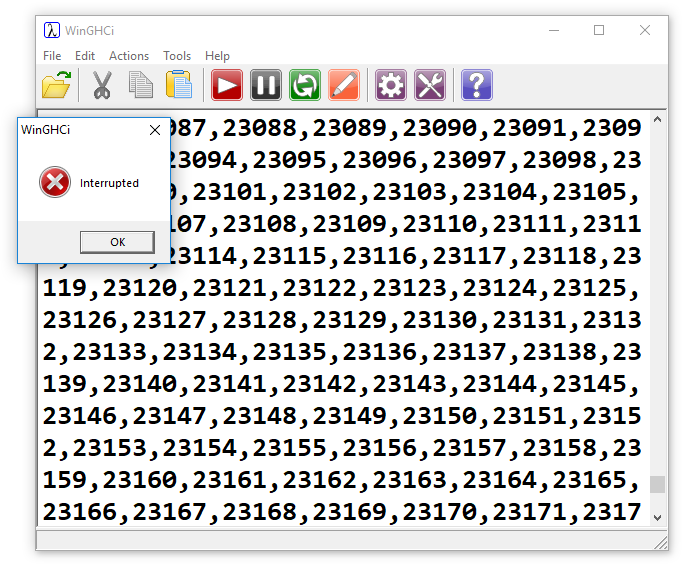 WinGHCi
File Edit Actions Tools Help
WinGHCi
Interrupted
OK
087,23088,23089,23090,23091,2309
23094,23095,23096,23097,23098,23
0,23101,23102,23103,23104,23105,
107,23108,23109,23110,23111,2311
,23114,23115,23116,23117,23118,23
119,23120,23121,23122,23123,23124,23125,
23126,23127,23128,23129,23130,23131,2313
2,23133,23134,23135,23136,23137,23138,23
139,23140,23141,23142,23143,23144,23145,
23146,23147,23148,23149,23150,23151,2315
2,23153,23154,23155,23156,23157,23158,23
159,23160,23161,23162,23163,23164,23165,
23166,23167,23168,23169,23170,23171,2317